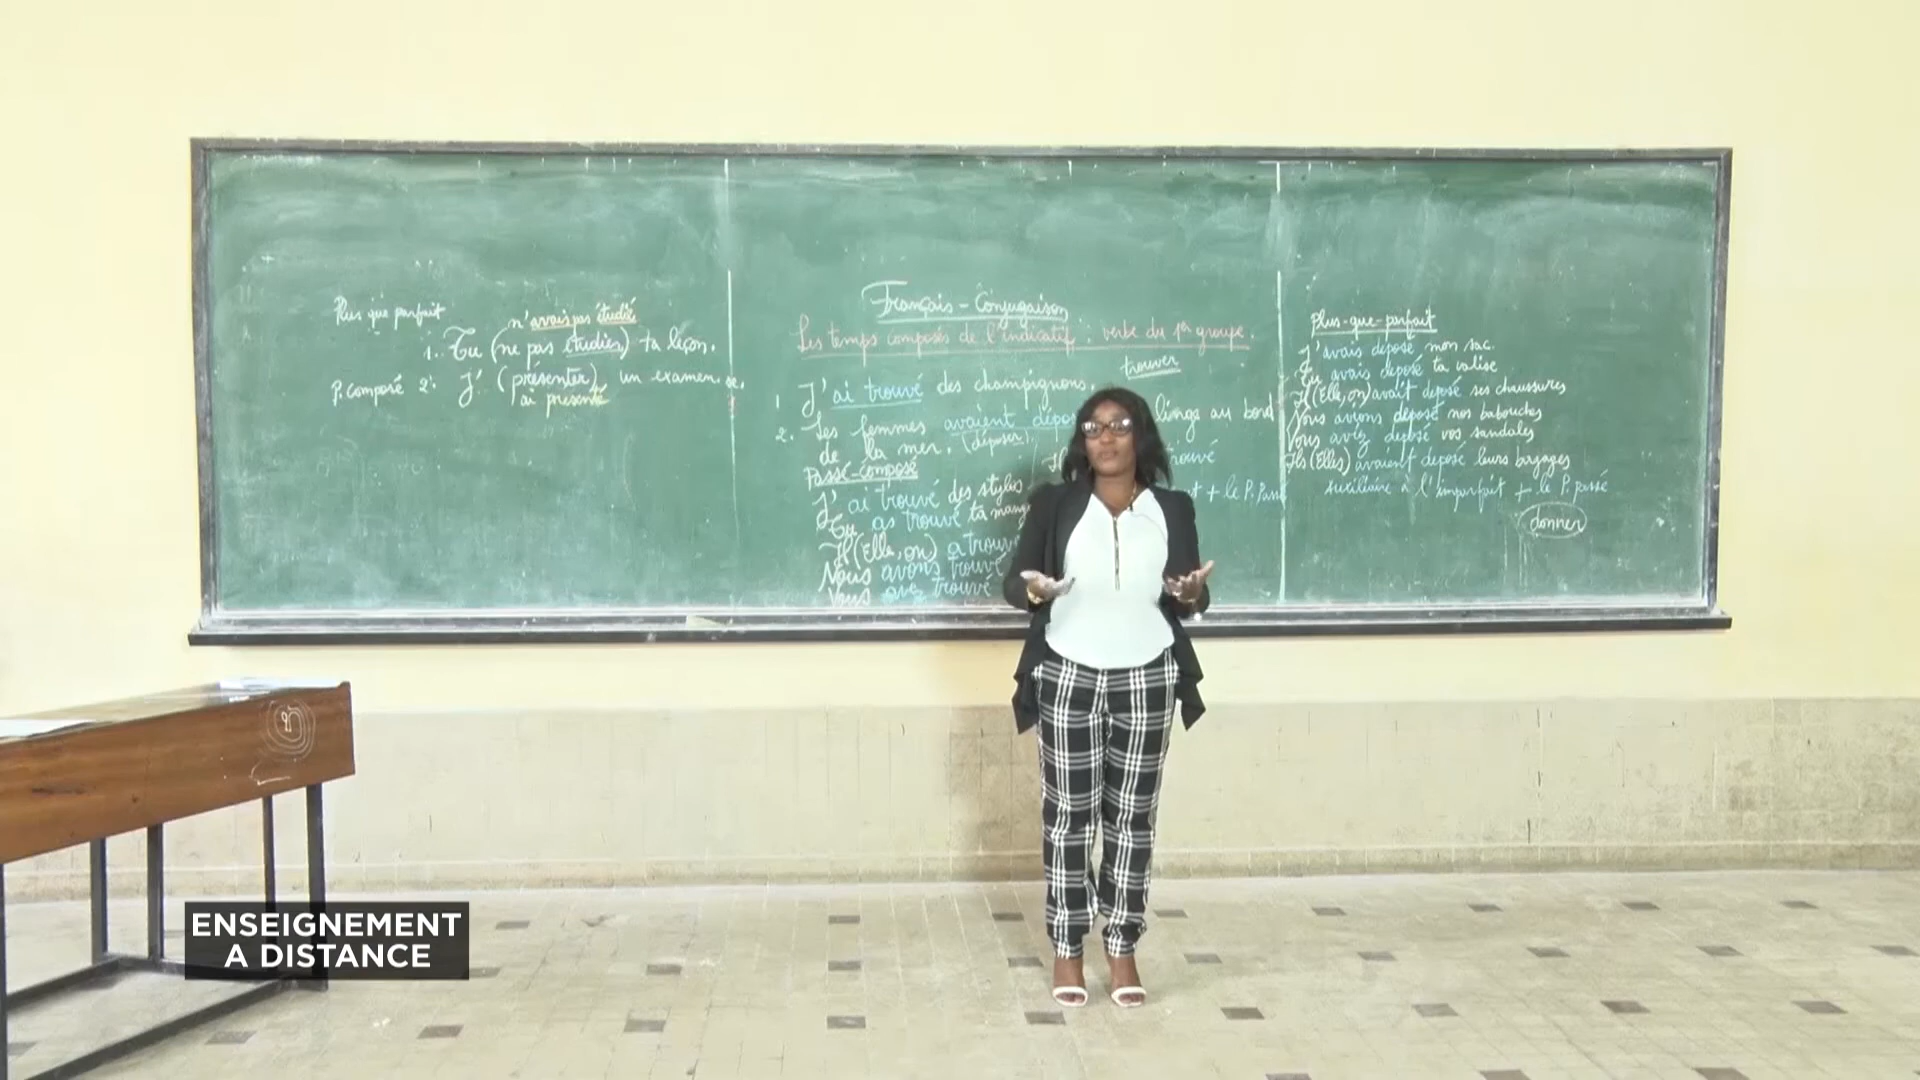 Plus que parfait
n'avais pas étudié
1. Tu (ne pas étudier) ta leçon.
P. composé 2. J' (présenter) un examen
ai présenté
Français - Conjugaison
Les temps composés de l'indicatif : verbe du 1er groupe.
trouver
1 J'ai trouvé des champignons.
2. Les femmes avaient dépo linge au bord
de la mer. (déposer)
Passé-composé
J'ai trouvé des stylos
Tu as trouvé ta mang
Il (Elle, on) a trouvé
Nous avons trouvé
Vous avez trouvé
trouvé
t + le P. Passé
Plus-que-parfait
J'avais déposé mon sac.
Tu avais déposé ta valise
Il (Elle, on) avait déposé ses chaussures
Nous avions déposé nos babouches
Vous aviez déposé vos sandales
Ils (Elles) avaient déposé leurs bagages
auxiliaire à l'imparfait + le P. passé
donner
ENSEIGNEMENT
A DISTANCE